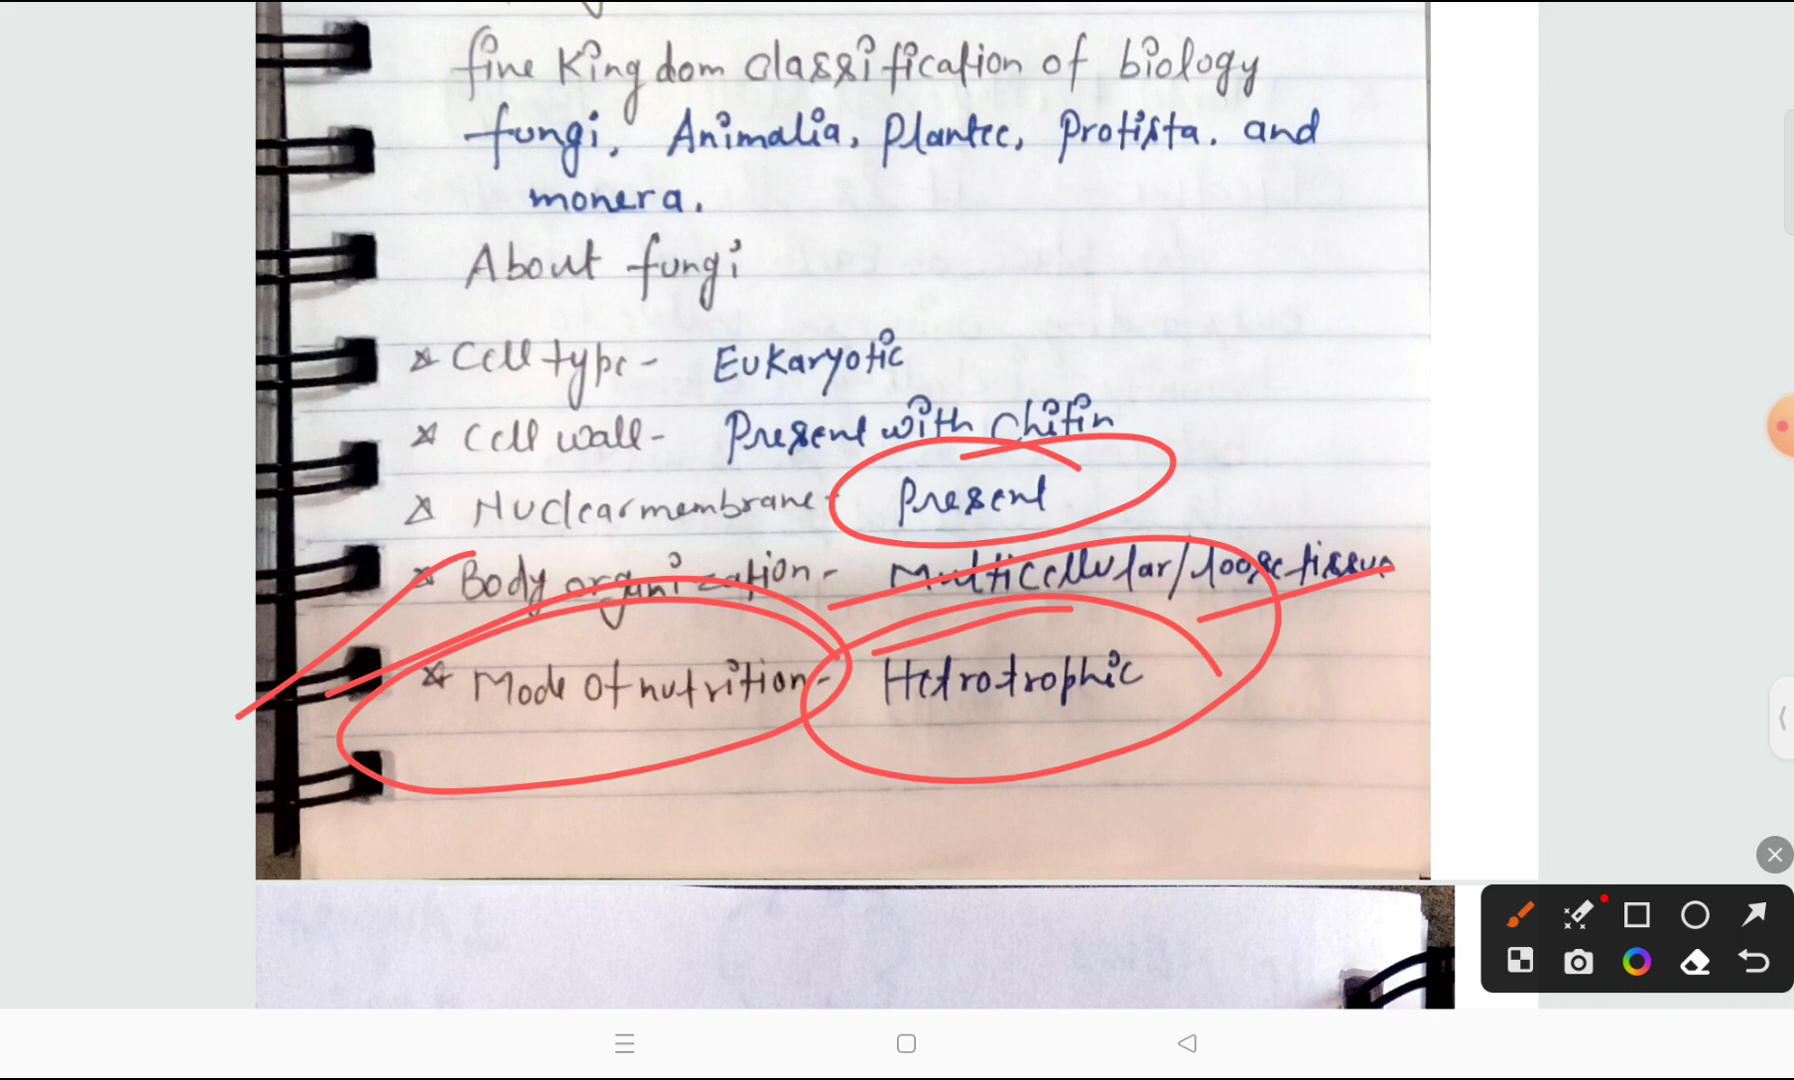 fine Kingdom classification of biology
fungi, Animalia, Plantee, Protista. and
monera.
About fungi
Cell type - Eukaryotic
Cell wall - Present with Chitin
Nuclear membrane - Present
Body organization - Multicellular/loose tissue
Mode of nutrition - Hetrotrophic